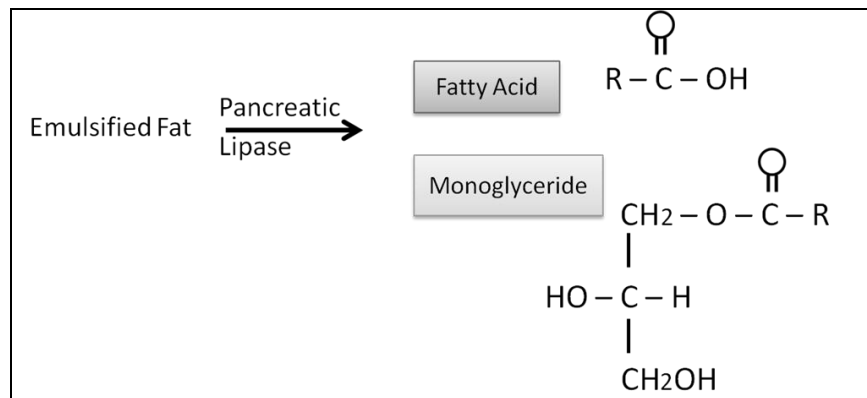 O
R – C – OH
Fatty Acid
Pancreatic
Emulsified Fat
Lipase
O
Monoglyceride
CH2 – O – C – R
HO – C – H
CH2OH